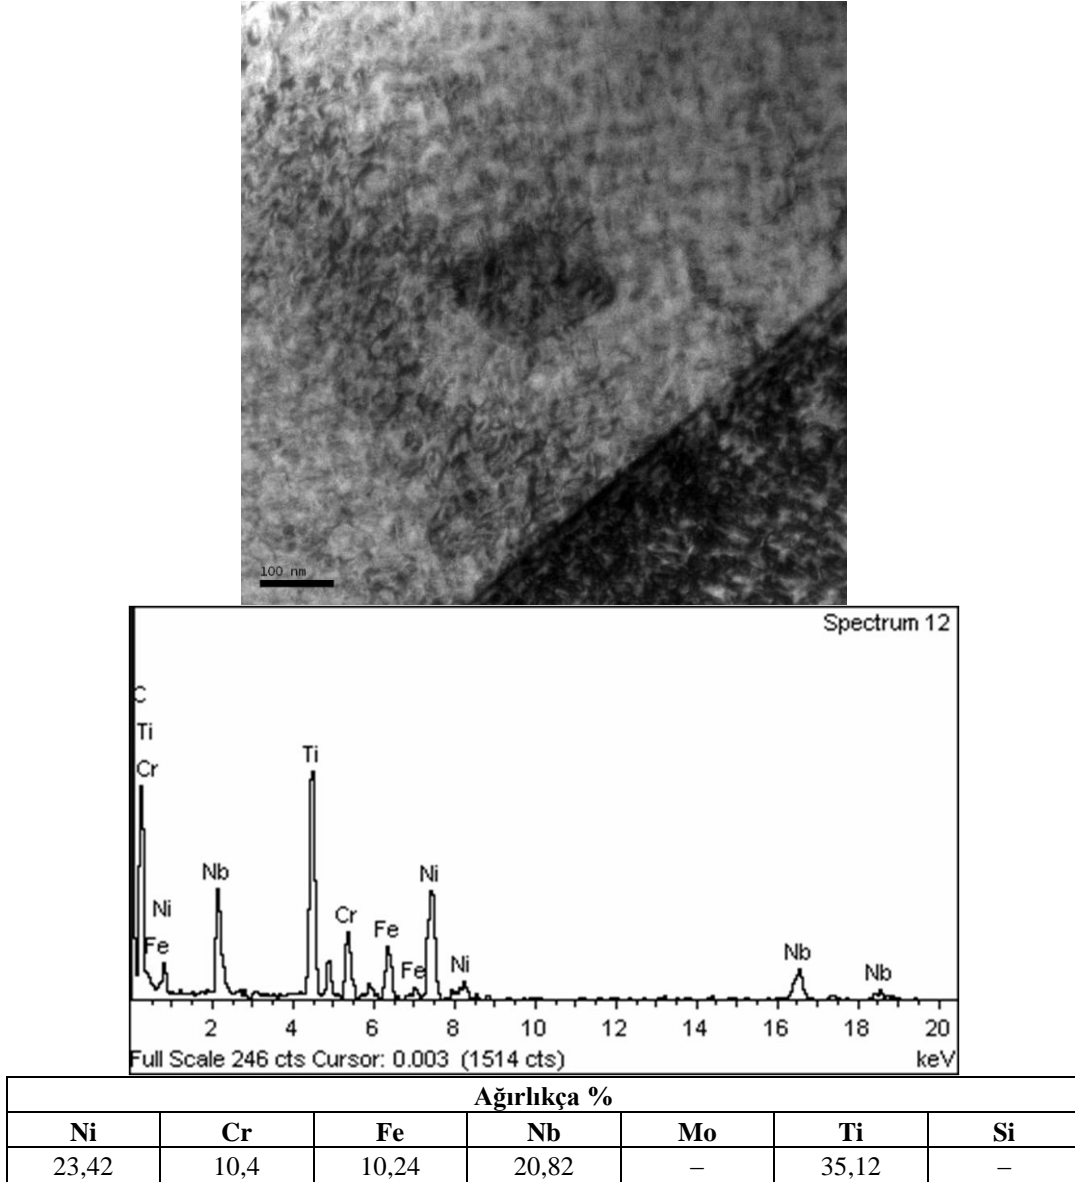 100 nm
Spectrum 12
C
Ti
Cr
Ni
Fe
Nb
Ti
Cr
Fe
Fe
Ni
Ni
Nb
Nb
2 4 6 8 10 12 14 16 18 20
Full Scale 246 cts Cursor: 0.003 (1514 cts) keV
Ağırlıkça %
Ni Cr Fe Nb Mo Ti Si
23,42 10,4 10,24 20,82 – 35,12 –